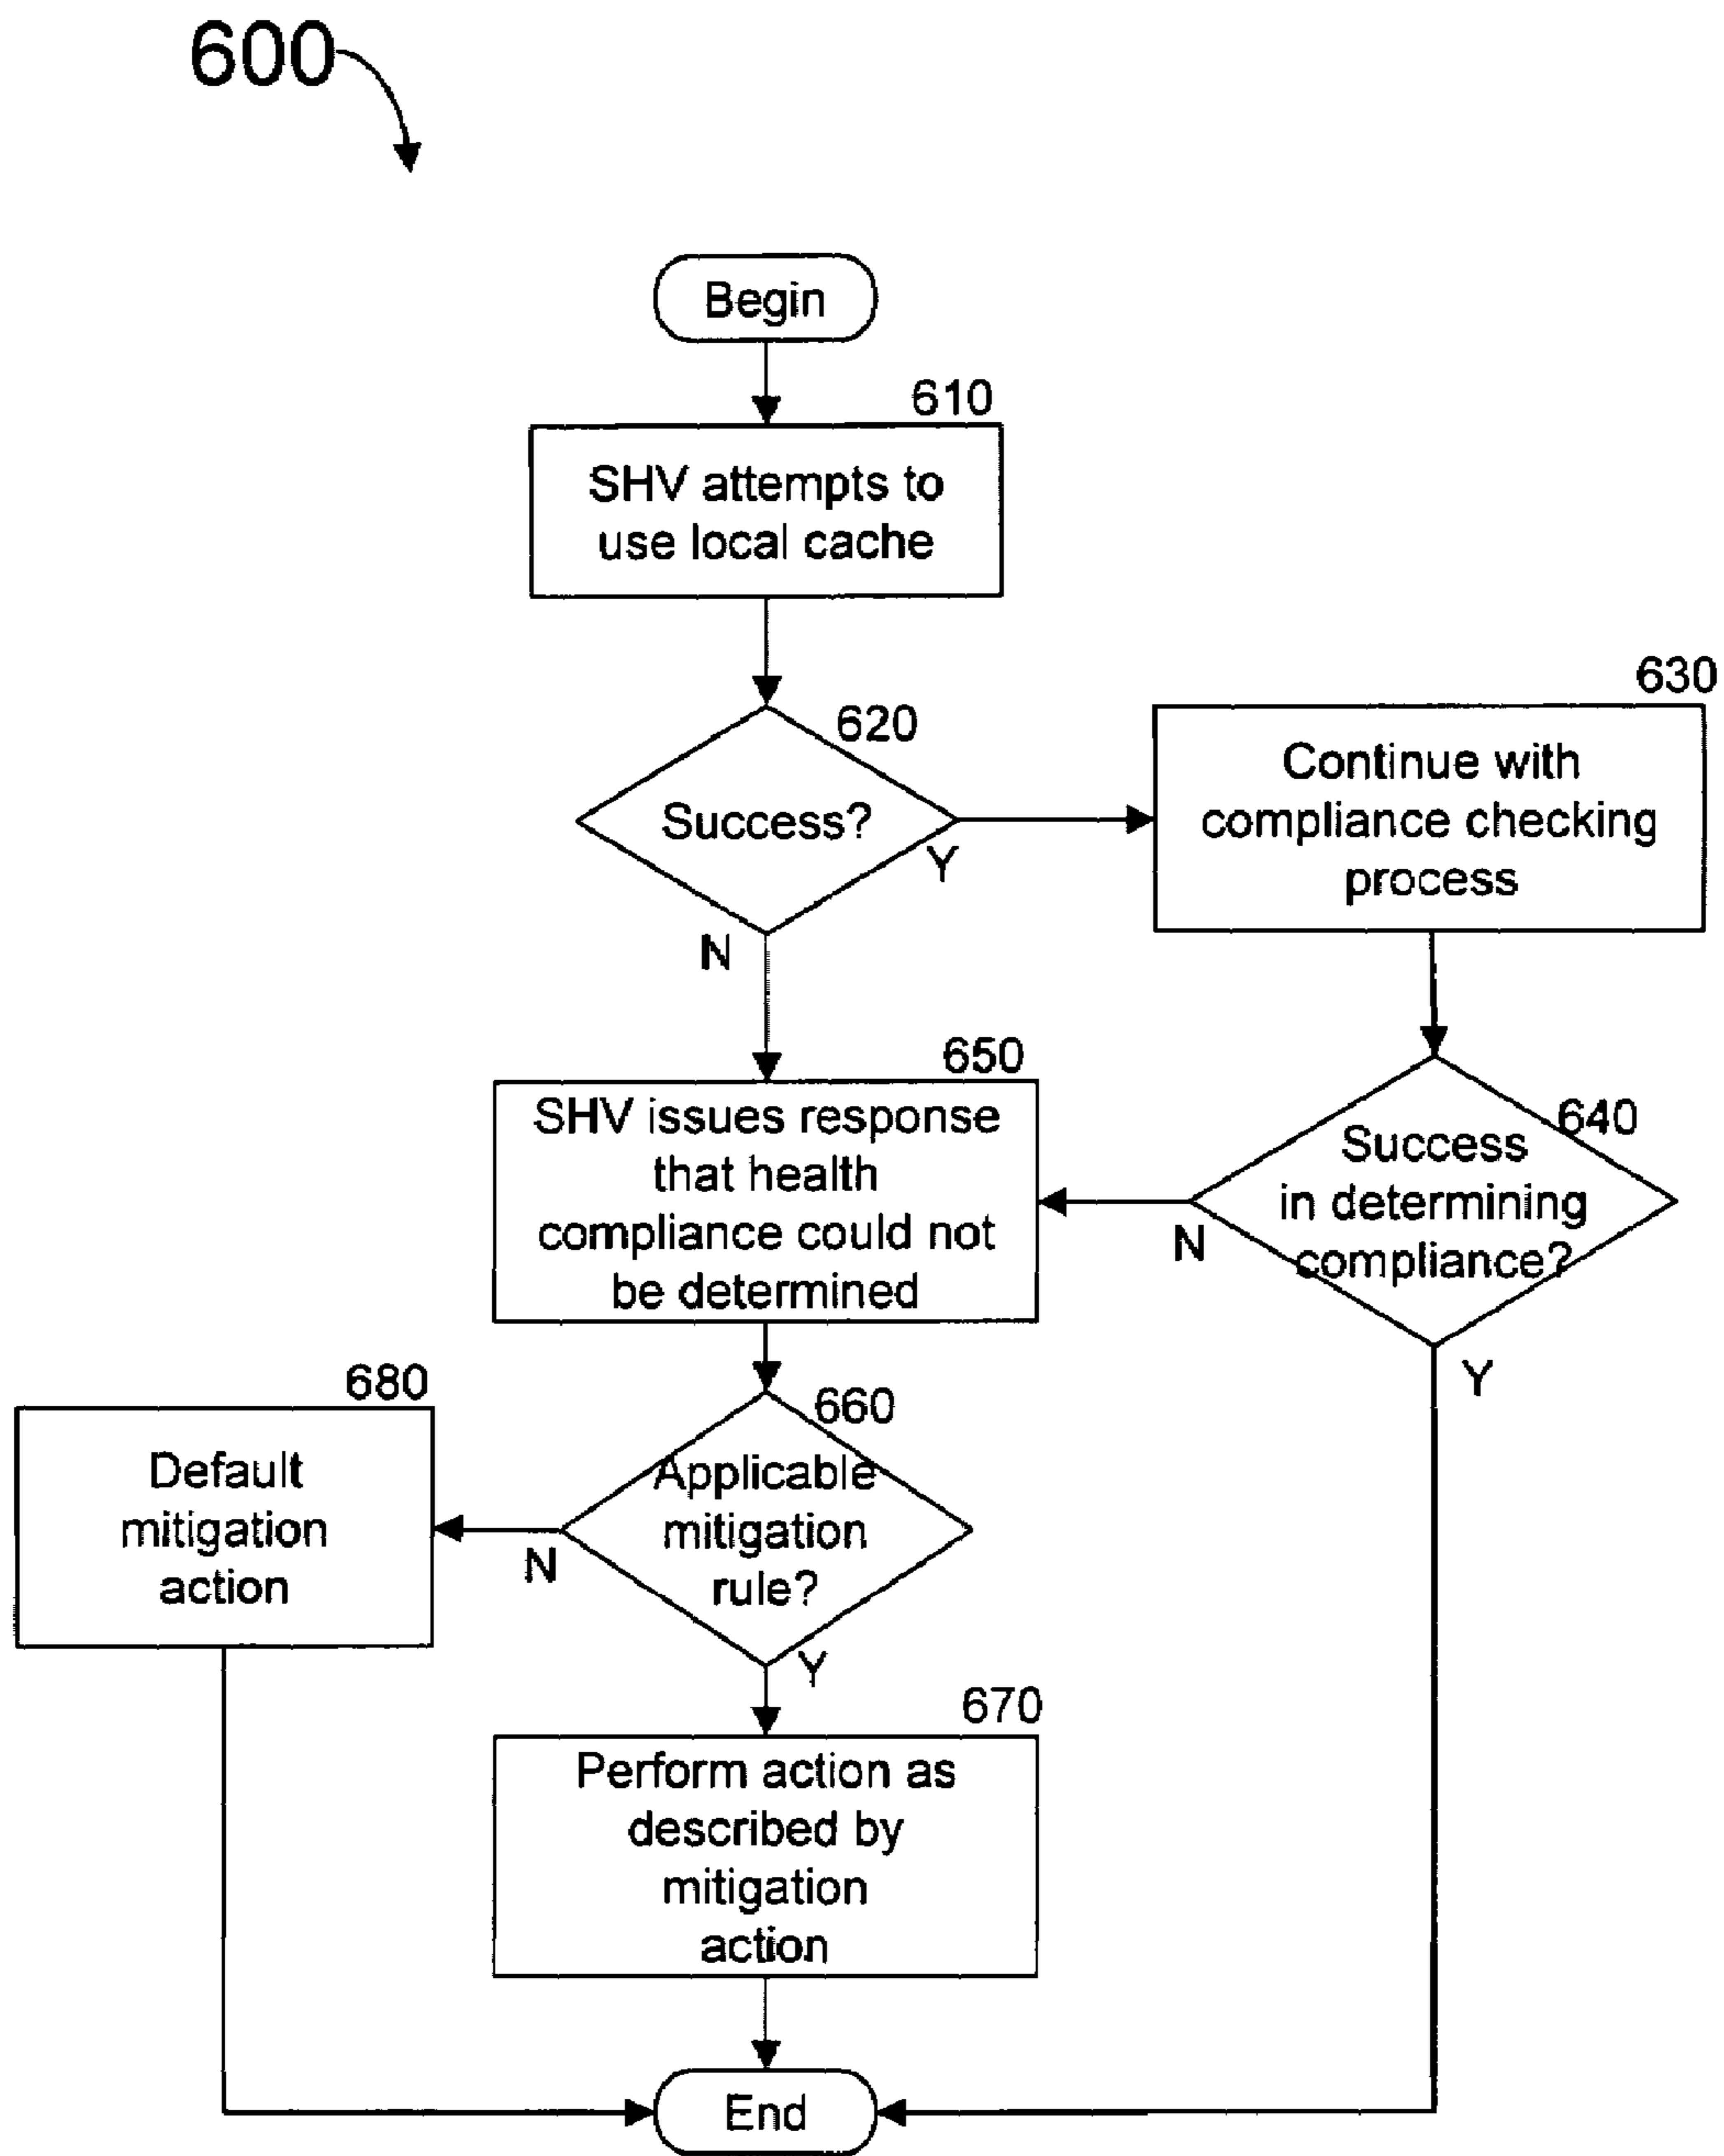 600
Begin
610
SHV attempts to
use local cache
620
Success?
Y
N
630
Continue with
compliance checking
process
640
Success
in determining
compliance?
N
Y
650
SHV issues response
that health
compliance could not
be determined
660
Applicable
mitigation
rule?
N
Y
680
Default
mitigation
action
670
Perform action as
described by
mitigation
action
End